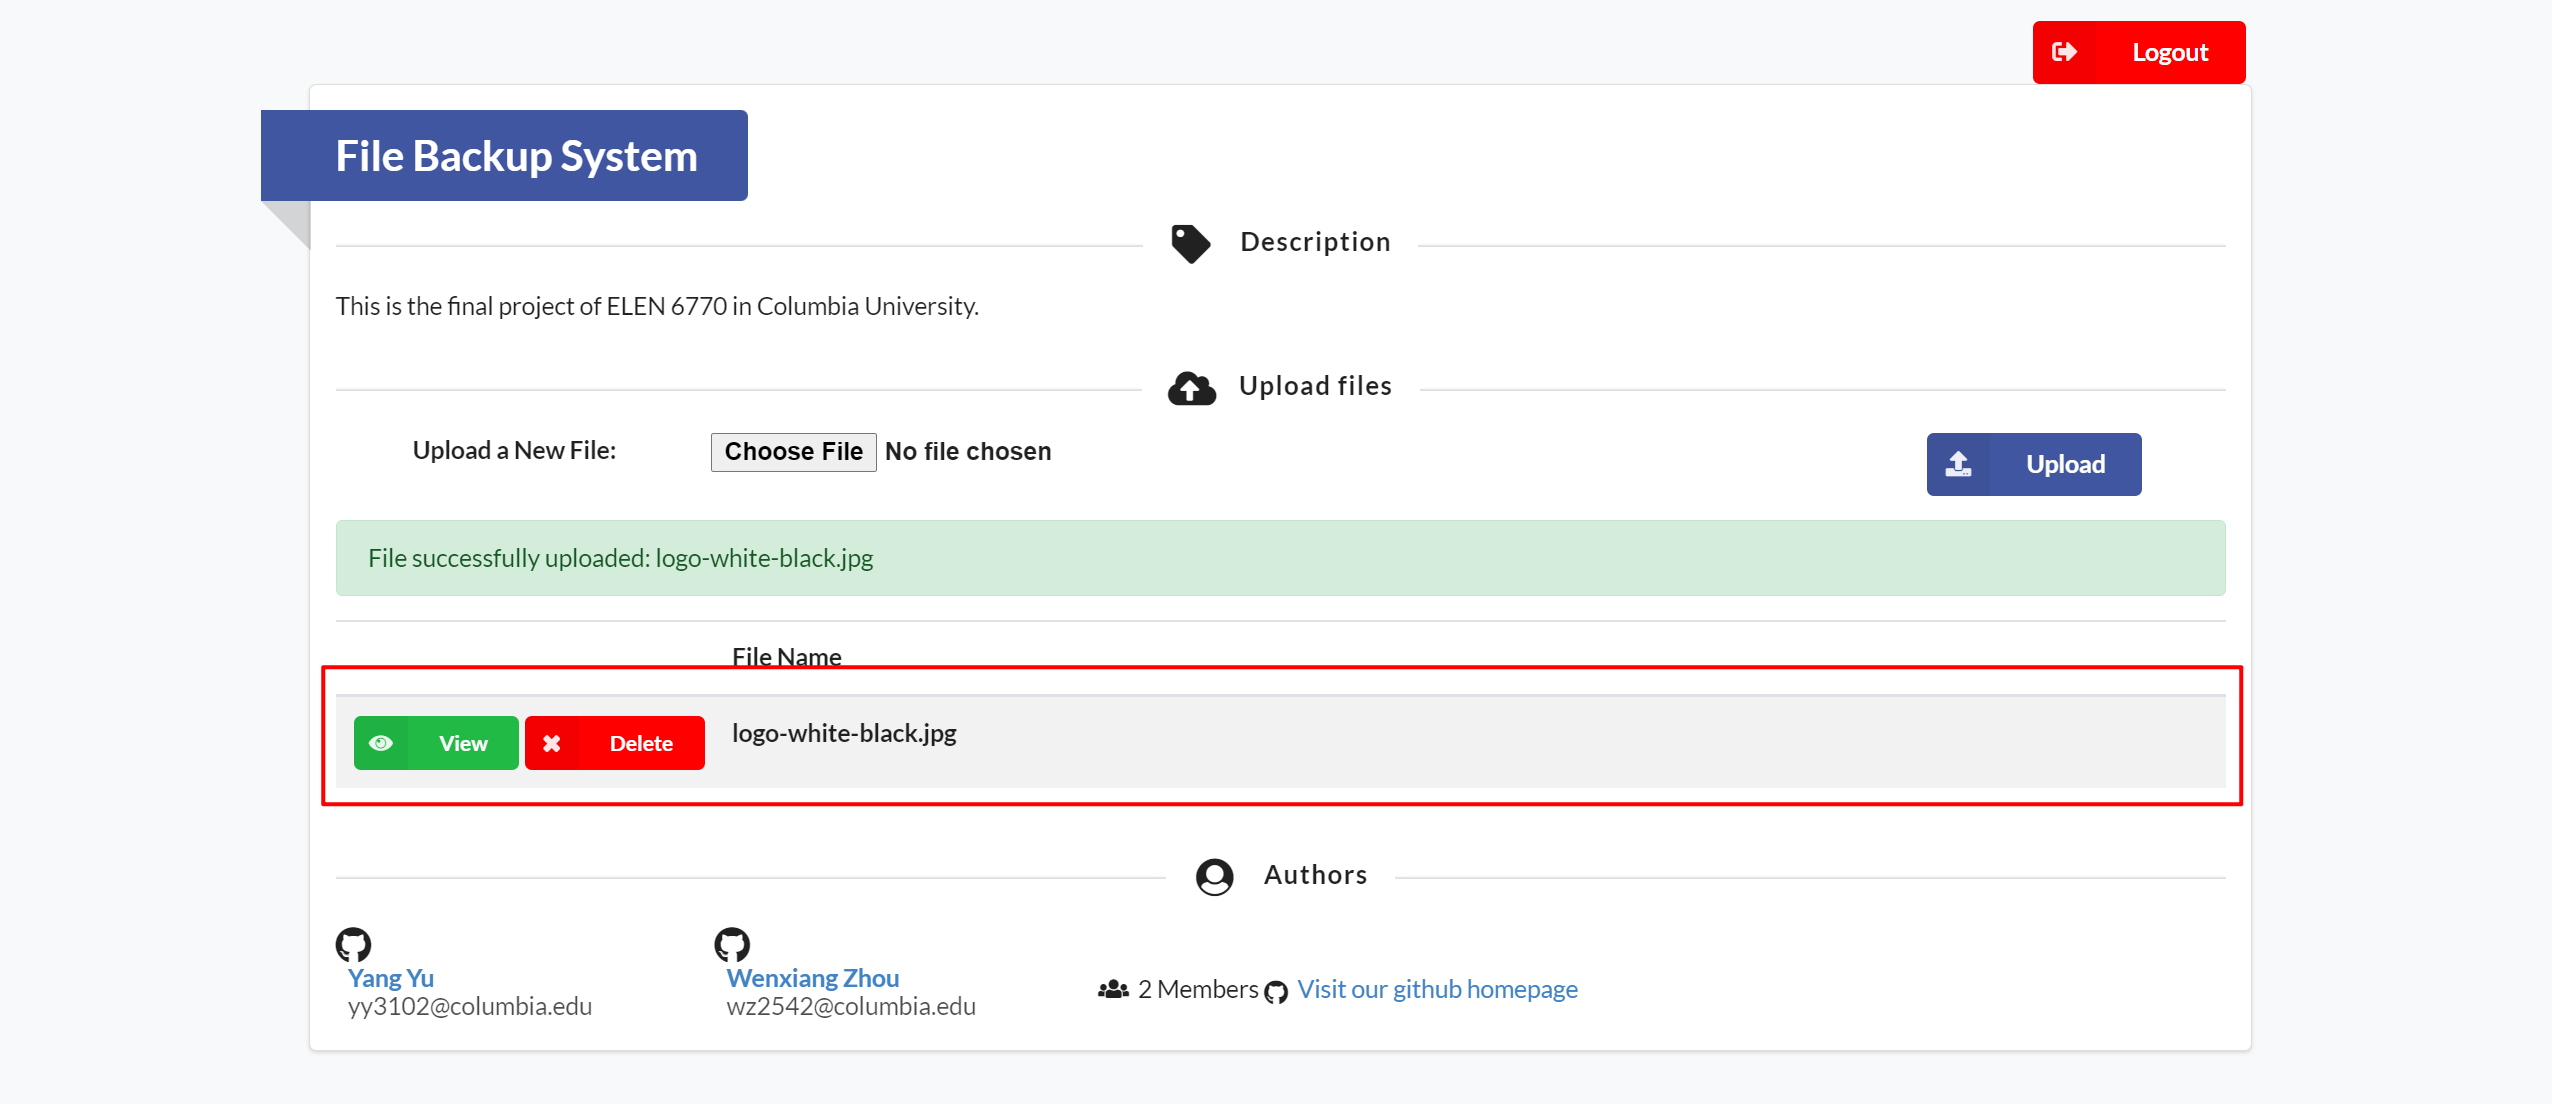 Logout
File Backup System
Description
This is the final project of ELEN 6770 in Columbia University.
Upload files
Upload a New File: Choose File No file chosen Upload
File successfully uploaded: logo-white-black.jpg
File Name
View Delete logo-white-black.jpg
Authors
Yang Yu
yy3102@columbia.edu
Wenxiang Zhou
wz2542@columbia.edu
2 Members Visit our github homepage